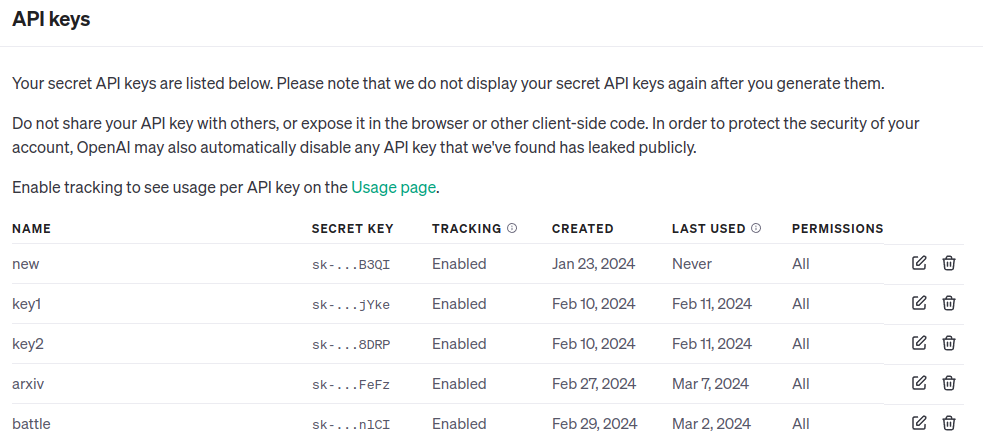 API keys
Your secret API keys are listed below. Please note that we do not display your secret API keys again after you generate them.
Do not share your API key with others, or expose it in the browser or other client-side code. In order to protect the security of your
account, OpenAI may also automatically disable any API key that we've found has leaked publicly.
Enable tracking to see usage per API key on the Usage page.
NAME SECRET KEY TRACKING CREATED LAST USED PERMISSIONS
new sk-...B3QI Enabled Jan 23, 2024 Never All
key1 sk-...jYke Enabled Feb 10, 2024 Feb 11, 2024 All
key2 sk-...8DRP Enabled Feb 10, 2024 Feb 11, 2024 All
arxiv sk-...FeFz Enabled Feb 27, 2024 Mar 7, 2024 All
battle sk-...nlCI Enabled Feb 29, 2024 Mar 2, 2024 All